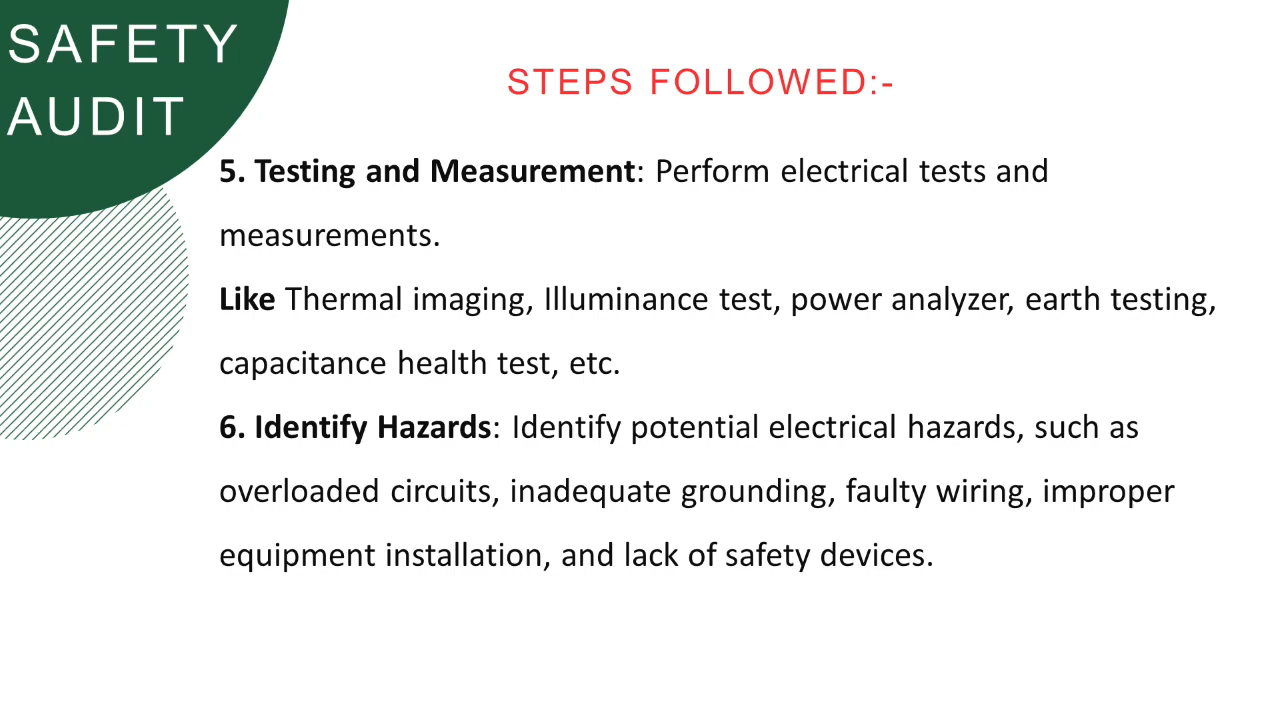 SAFETY
AUDIT
STEPS FOLLOWED:-
5. Testing and Measurement: Perform electrical tests and
measurements.
Like Thermal imaging, Illuminance test, power analyzer, earth testing,
capacitance health test, etc.
6. Identify Hazards: Identify potential electrical hazards, such as
overloaded circuits, inadequate grounding, faulty wiring, improper
equipment installation, and lack of safety devices.